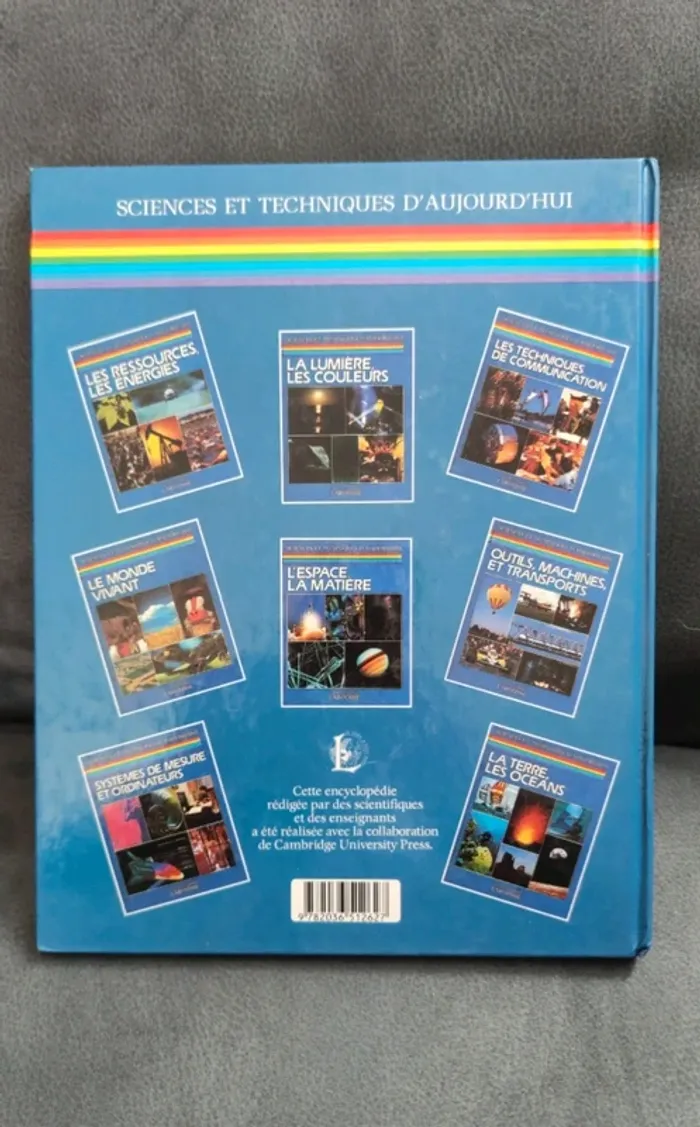 SCIENCES ET TECHNIQUES D'AUJOURD'HUI
LES RESSOURCES,
LES ÉNERGIES
LA LUMIÈRE,
LES COULEURS
LES TECHNIQUES
DE COMMUNICATION
LE MONDE
VIVANT
L'ESPACE
LA MATIÈRE
OUTILS, MACHINES,
ET TRANSPORTS
SYSTÈMES DE MESURE
ET ORDINATEURS
LA TERRE,
LES OCÉANS
L
Cette encyclopédie
rédigée par des scientifiques
et des enseignants
a été réalisée avec la collaboration
de Cambridge University Press.
9782036512627